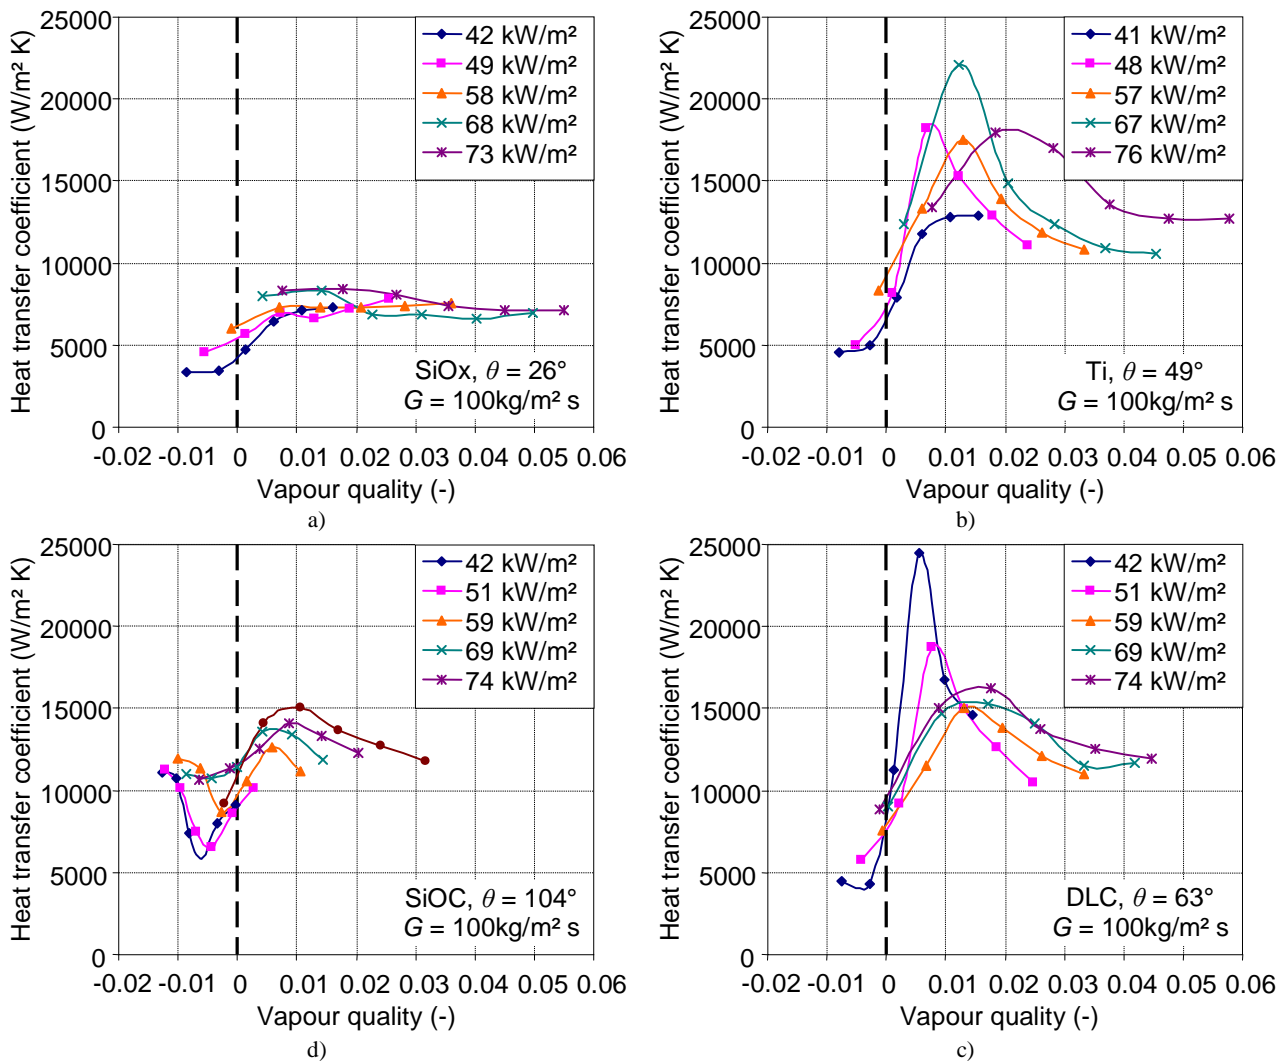 25000
20000
15000
10000
5000
0
Heat transfer coefficient (W/m² K)
42 kW/m²
49 kW/m²
58 kW/m²
68 kW/m²
73 kW/m²
SiOx, θ = 26°
G = 100kg/m² s
-0.02 -0.01 0 0.01 0.02 0.03 0.04 0.05 0.06
Vapour quality (-)
a)
25000
20000
15000
10000
5000
0
Heat transfer coefficient (W/m² K)
41 kW/m²
48 kW/m²
57 kW/m²
67 kW/m²
76 kW/m²
Ti, θ = 49°
G = 100kg/m² s
-0.02 -0.01 0 0.01 0.02 0.03 0.04 0.05 0.06
Vapour quality (-)
b)
25000
20000
15000
10000
5000
0
Heat transfer coefficient (W/m² K)
42 kW/m²
51 kW/m²
59 kW/m²
69 kW/m²
74 kW/m²
SiOC, θ = 104°
G = 100kg/m² s
-0.02 -0.01 0 0.01 0.02 0.03 0.04 0.05 0.06
Vapour quality (-)
d)
25000
20000
15000
10000
5000
0
Heat transfer coefficient (W/m² K)
42 kW/m²
51 kW/m²
59 kW/m²
69 kW/m²
74 kW/m²
DLC, θ = 63°
G = 100kg/m² s
-0.02 -0.01 0 0.01 0.02 0.03 0.04 0.05 0.06
Vapour quality (-)
c)